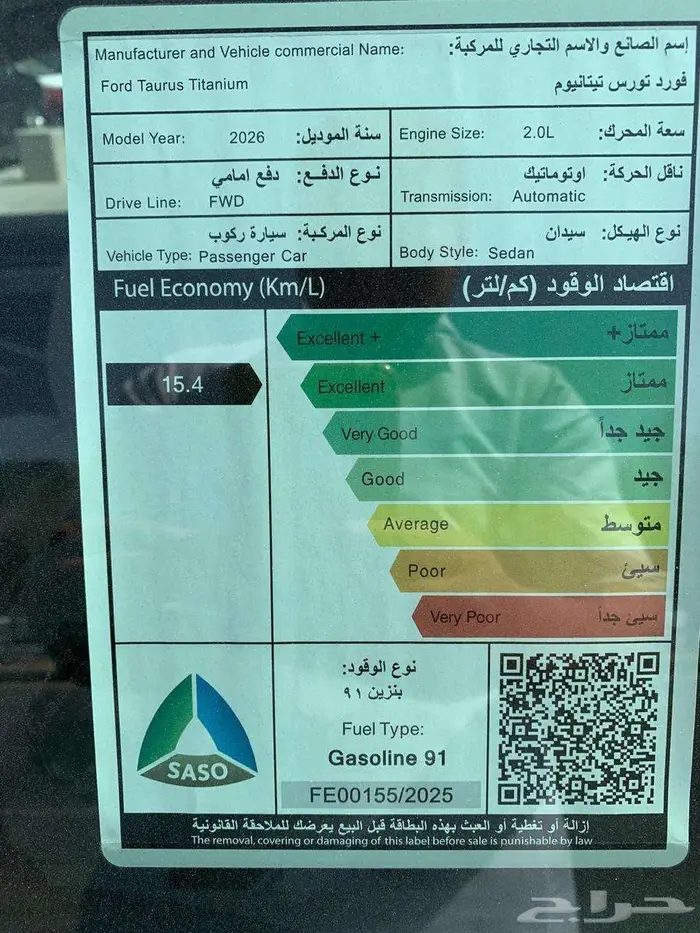 Manufacturer and Vehicle commercial Name: إسم الصانع والاسم التجاري للمركبة:
Ford Taurus Titanium فورد تورس تيتانيوم
Model Year: 2026 سنة الموديل: Engine Size: 2.0L سعة المحرك:
نوع الدفع: دفع امامي ناقل الحركة: اوتوماتيك
Drive Line: FWD Transmission: Automatic
نوع المركبة: سيارة ركوب نوع الهيكل: سيدان
Vehicle Type: Passenger Car Body Style: Sedan
Fuel Economy (Km/L) اقتصاد الوقود (كم/لتر)
Excellent + ممتاز+
15.4 Excellent ممتاز
Very Good جيد جداً
Good جيد
Average متوسط
Poor سيئ
Very Poor سيئ جداً
نوع الوقود:
بنزين ٩١
Fuel Type:
Gasoline 91
SASO
FE00155/2025
إزالة أو تغطية أو العبث بهذه البطاقة قبل البيع يعرضك للملاحقة القانونية
The removal, covering or damaging of this label before sale is punishable by law
حراج